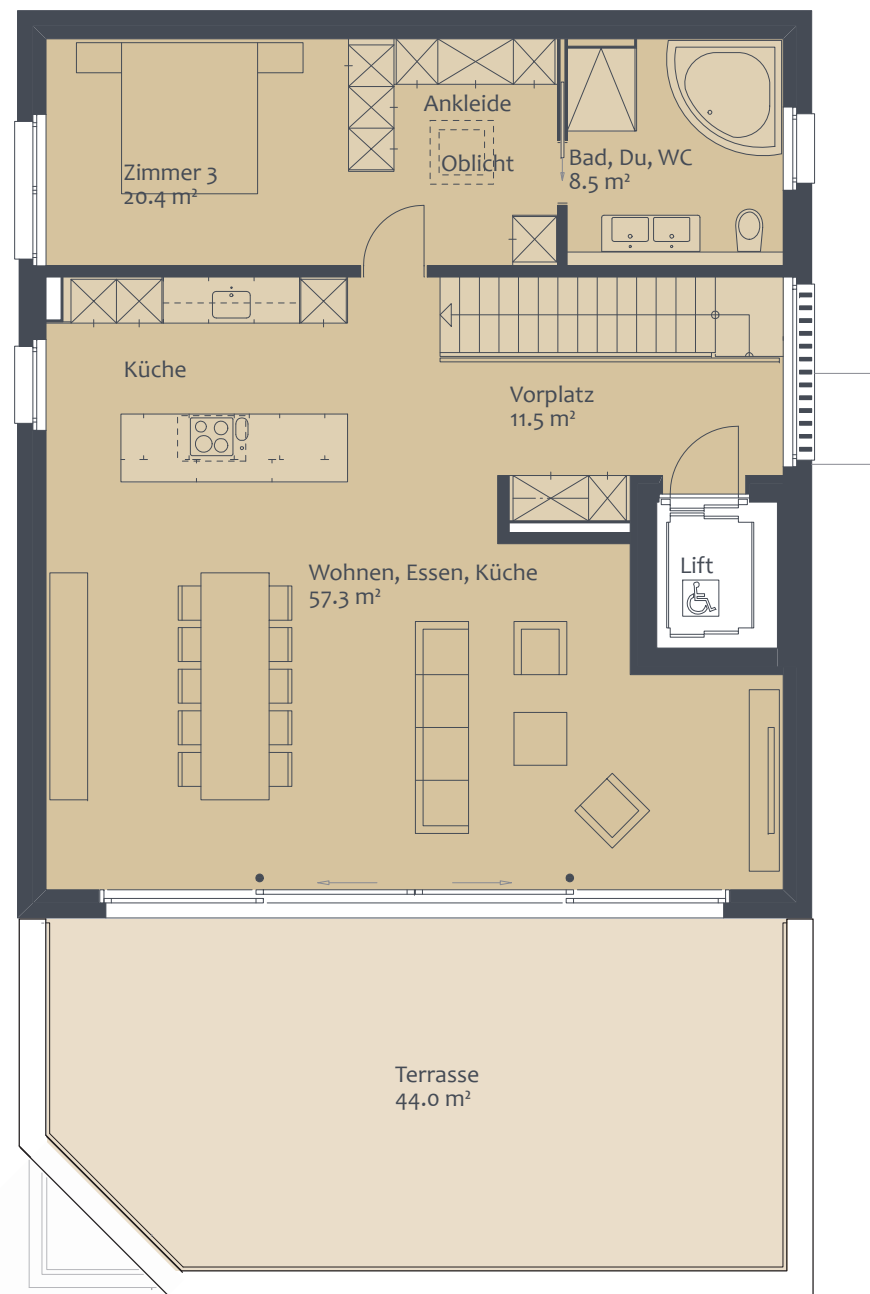 Ankleide
Zimmer 3
20.4 m²
Oblicht
Bad, Du, WC
8.5 m²
Küche
Vorplatz
11.5 m²
Wohnen, Essen, Küche
57.3 m²
Lift
Terrasse
44.0 m²